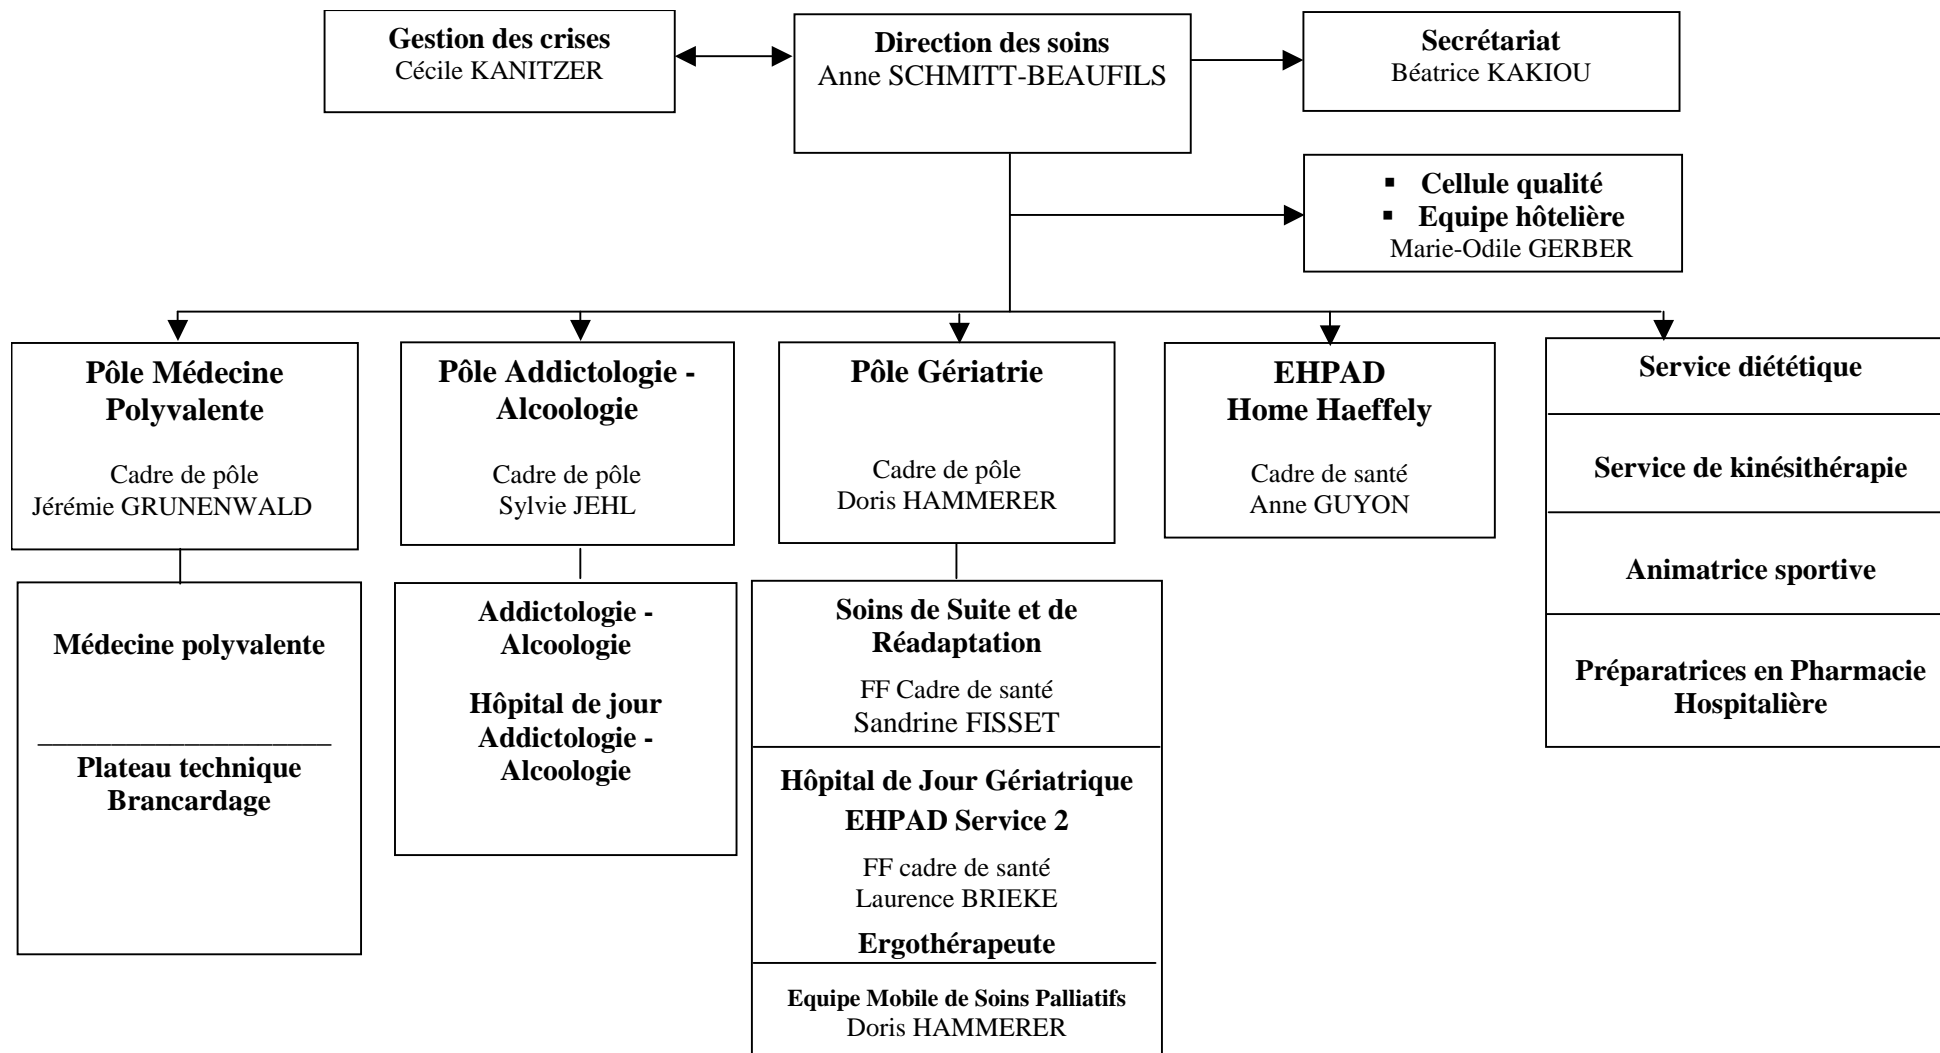 Gestion des crises
Cécile KANITZER
Direction des soins
Anne SCHMITT-BEAUFILS
Secrétariat
Béatrice KAKIOU
▪ Cellule qualité
▪ Equipe hôtelière
Marie-Odile GERBER
Pôle Médecine
Polyvalente
Cadre de pôle
Jérémie GRUNENWALD
Pôle Addictologie -
Alcoologie
Cadre de pôle
Sylvie JEHL
Pôle Gériatrie
Cadre de pôle
Doris HAMMERER
EHPAD
Home Haeffely
Cadre de santé
Anne GUYON
Service diététique
Service de kinésithérapie
Animatrice sportive
Préparatrices en Pharmacie
Hospitalière
Médecine polyvalente
Plateau technique
Brancardage
Addictologie -
Alcoologie
Hôpital de jour
Addictologie -
Alcoologie
Soins de Suite et de
Réadaptation
FF Cadre de santé
Sandrine FISSET
Hôpital de Jour Gériatrique
EHPAD Service 2
FF cadre de santé
Laurence BRIEKE
Ergothérapeute
Equipe Mobile de Soins Palliatifs
Doris HAMMERER